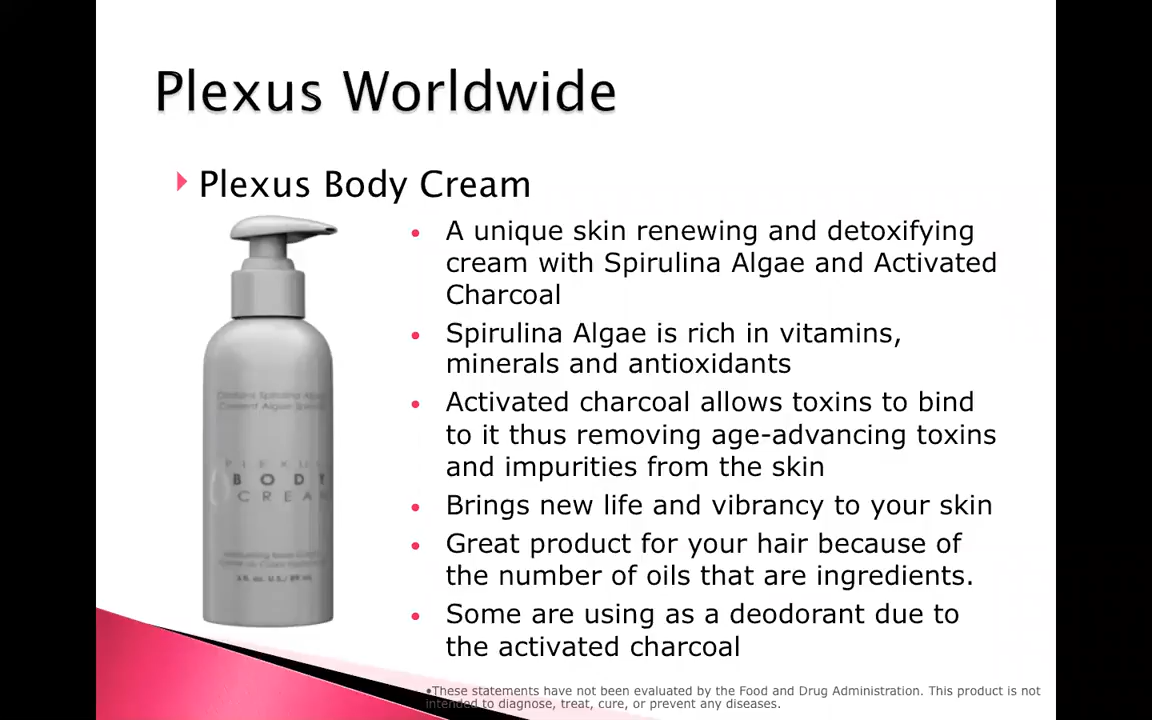 Plexus Worldwide
Plexus Body Cream
• A unique skin renewing and detoxifying
cream with Spirulina Algae and Activated
Charcoal
• Spirulina Algae is rich in vitamins,
minerals and antioxidants
• Activated charcoal allows toxins to bind
to it thus removing age-advancing toxins
and impurities from the skin
• Brings new life and vibrancy to your skin
• Great product for your hair because of
the number of oils that are ingredients.
• Some are using as a deodorant due to
the activated charcoal
Contains Spirulina
PLEXUS
BODY
CREAM
•These statements have not been evaluated by the Food and Drug Administration. This product is not
intended to diagnose, treat, cure, or prevent any diseases.